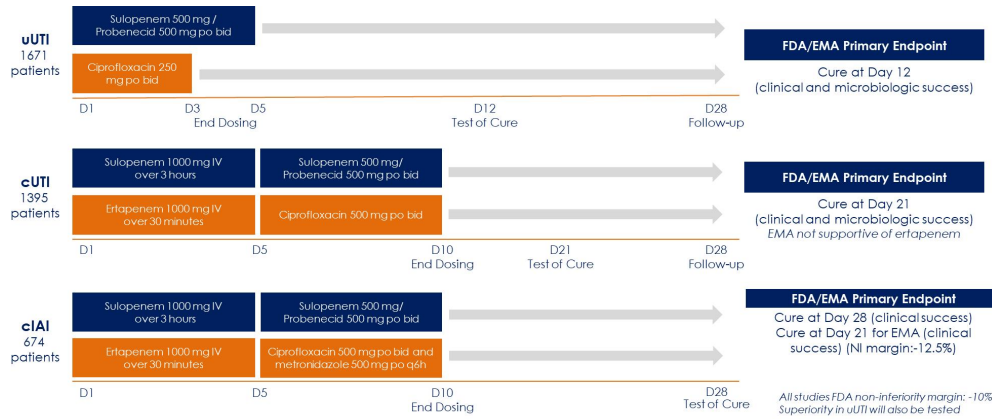 uUTI
1671
patients
Sulopenem 500 mg /
Probenecid 500 mg po bid
Ciprofloxacin 250
mg po bid
D1
D3
D5
D12
D28
End Dosing
Test of Cure
Follow-up
FDA/EMA Primary Endpoint
Cure at Day 12
(clinical and microbiologic success)
cUTI
1395
patients
Sulopenem 1000 mg IV
over 3 hours
Sulopenem 500 mg/
Probenecid 500 mg po bid
Ertapenem 1000 mg IV
over 30 minutes
Ciprofloxacin 500 mg po bid
D1
D5
D10
D21
D28
End Dosing
Test of Cure
Follow-up
FDA/EMA Primary Endpoint
Cure at Day 21
(clinical and microbiologic success)
EMA not supportive of ertapenem
cIAI
674
patients
Sulopenem 1000 mg IV
over 3 hours
Sulopenem 500 mg/
Probenecid 500 mg po bid
Ertapenem 1000 mg IV
over 30 minutes
Ciprofloxacin 500 mg po bid and
metronidazole 500 mg po q6h
D1
D5
D10
D28
End Dosing
Test of Cure
FDA/EMA Primary Endpoint
Cure at Day 28 (clinical success)
Cure at Day 21 for EMA (clinical
success) (NI margin:-12.5%)
All studies FDA non-inferiority margin: -10%
Superiority in uUTI will also be tested